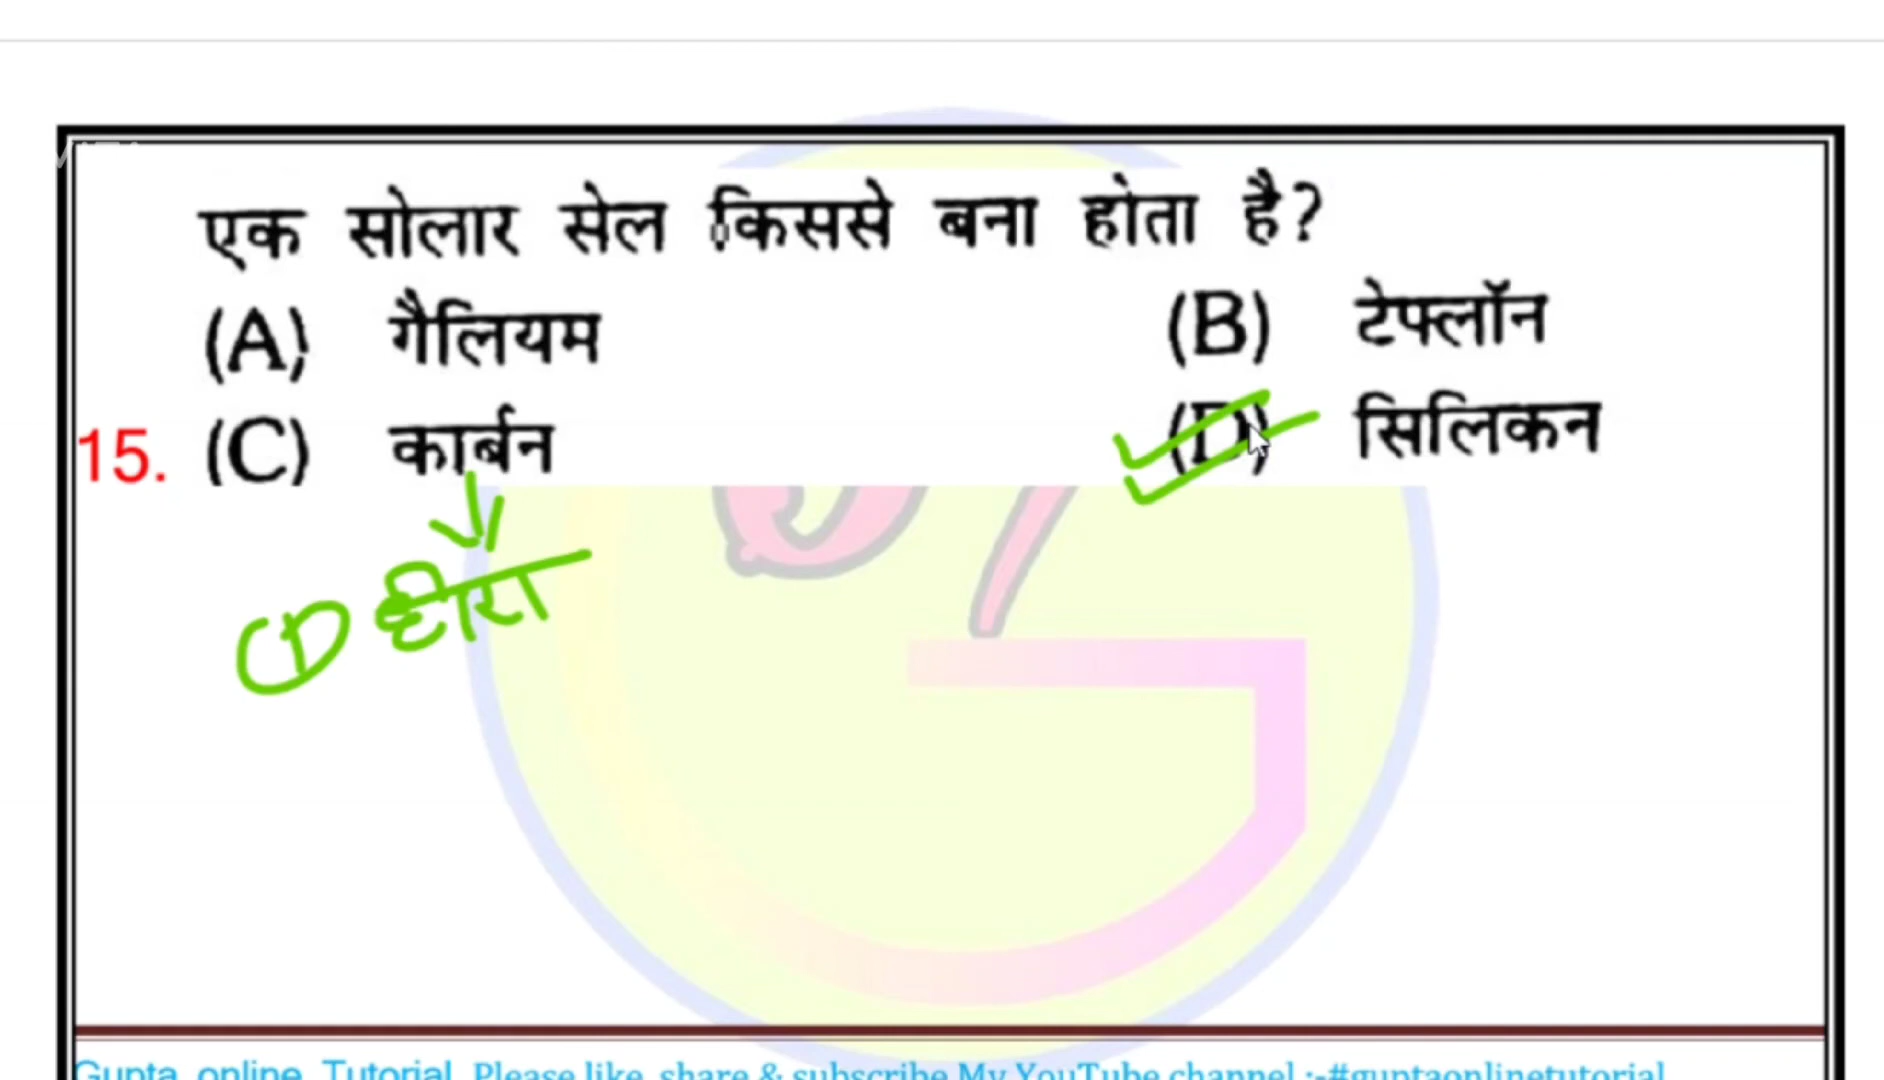 एक सोलार सेल किससे बना होता है?
(A) गैलियम (B) टेफ्लॉन
15. (C) कार्बन (D) सिलिकन
हीरा
Gupta online Tutorial Please like share & subscribe My YouTube channel :-#guptaonlinetutorial